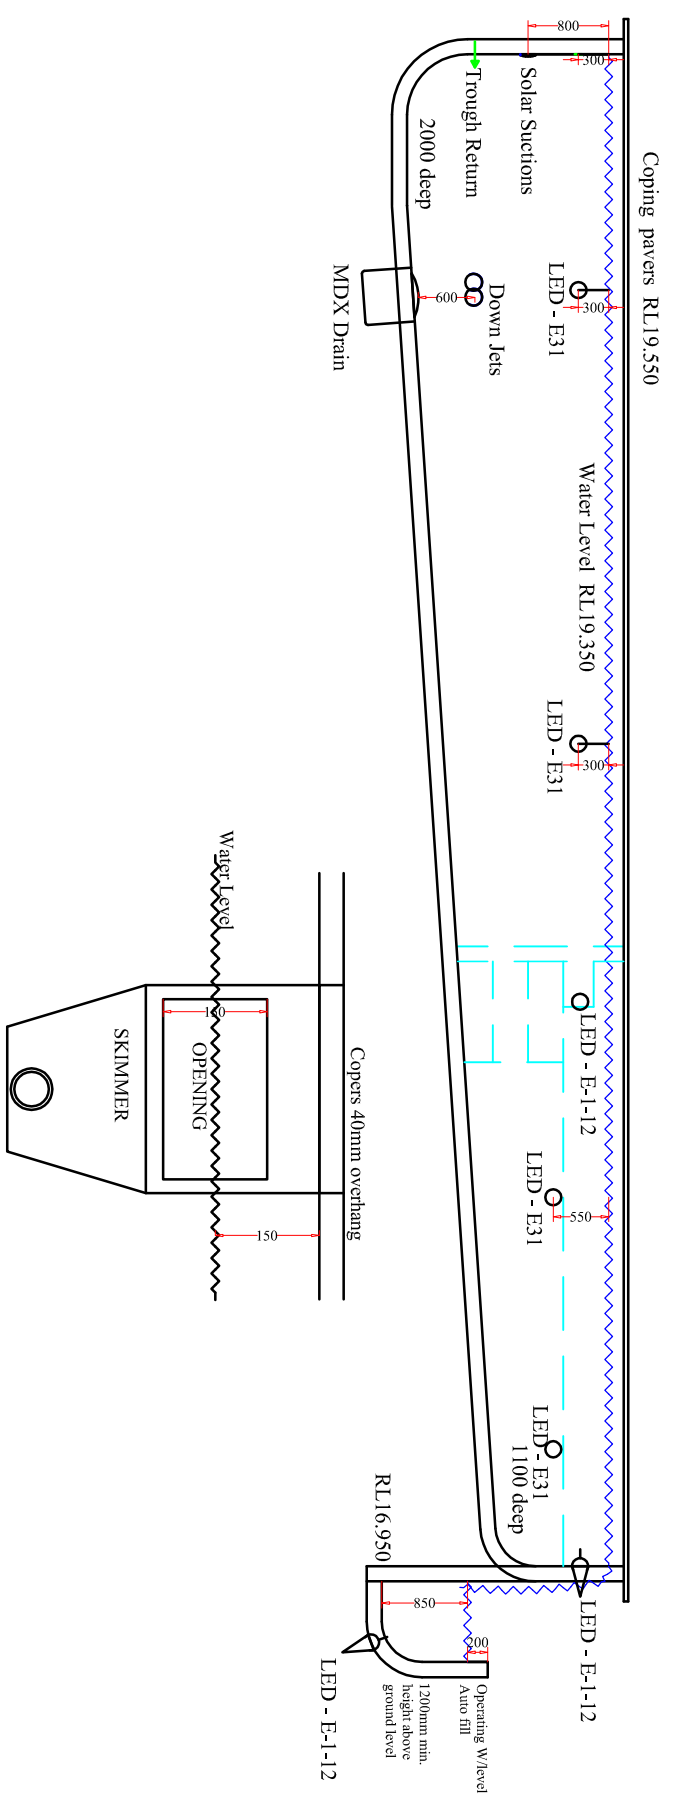 Coping pavers RL19.550
800
300
Solar Suctions
Trough Return
2000 deep
LED - E31
300
Down Jets
600
MDX Drain
Water Level RL19.350
LED - E31
300
LED - E-1-12
LED - E31
550
LED - E31
1100 deep
LED - E-1-12
RL16.950
850
200
Operating W/level
Auto fill
1200mm min.
height above
ground level
LED - E-1-12
Copers 40mm overhang
Water Level
150
OPENING
SKIMMER
150